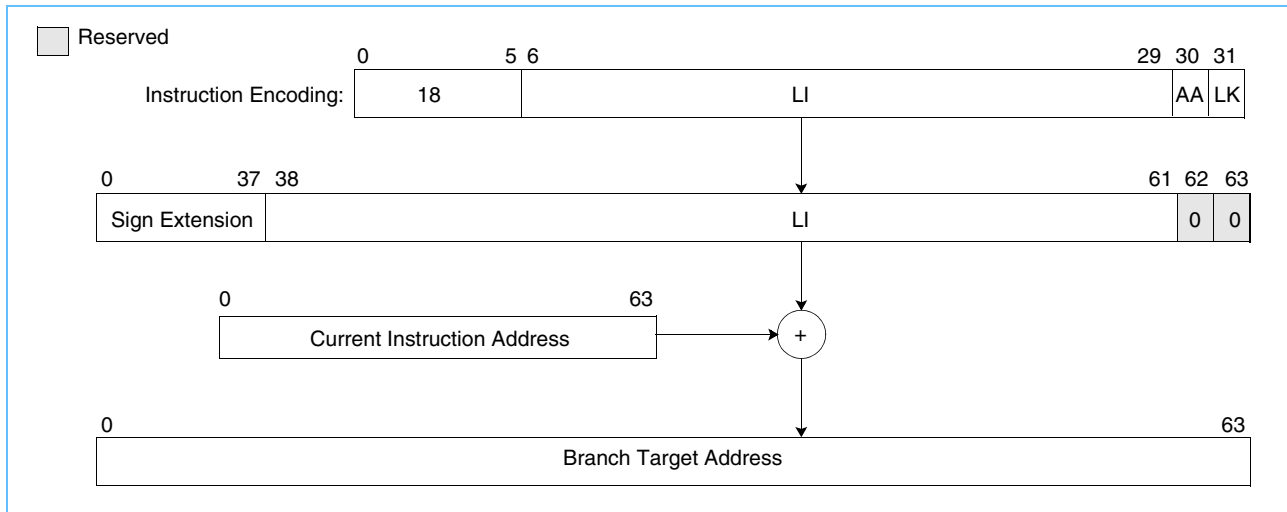 Reserved
0 5 6 29 30 31
Instruction Encoding: 18 LI AA LK
0 37 38 61 62 63
Sign Extension LI 0 0
0 63
Current Instruction Address +
0 63
Branch Target Address